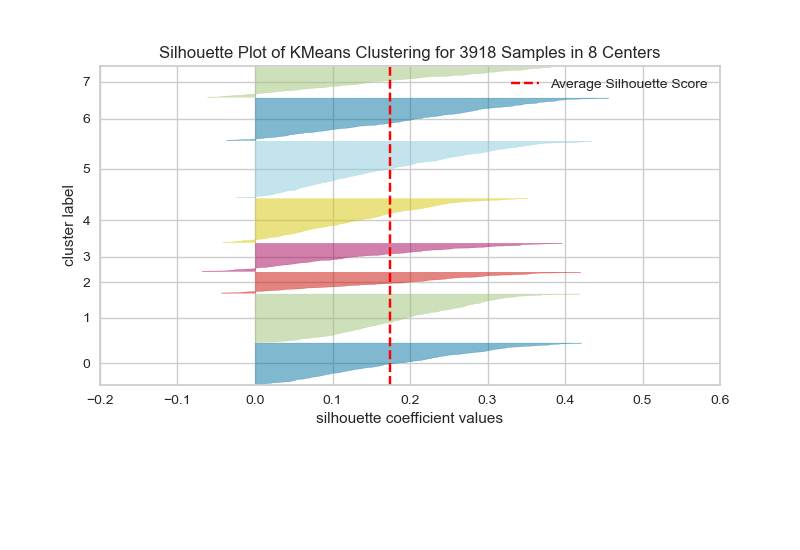 Silhouette Plot of KMeans Clustering for 3918 Samples in 8 Centers
Average Silhouette Score
cluster label
7
6
5
4
3
2
1
0
−0.2 −0.1 0.0 0.1 0.2 0.3 0.4 0.5 0.6
silhouette coefficient values